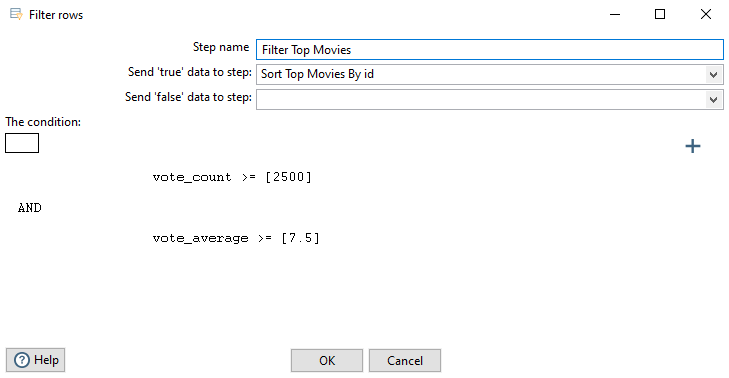 Filter rows
Step name Filter Top Movies
Send 'true' data to step: Sort Top Movies By id
Send 'false' data to step:
The condition:
vote_count >= [2500]
AND
vote_average >= [7.5]
Help OK Cancel